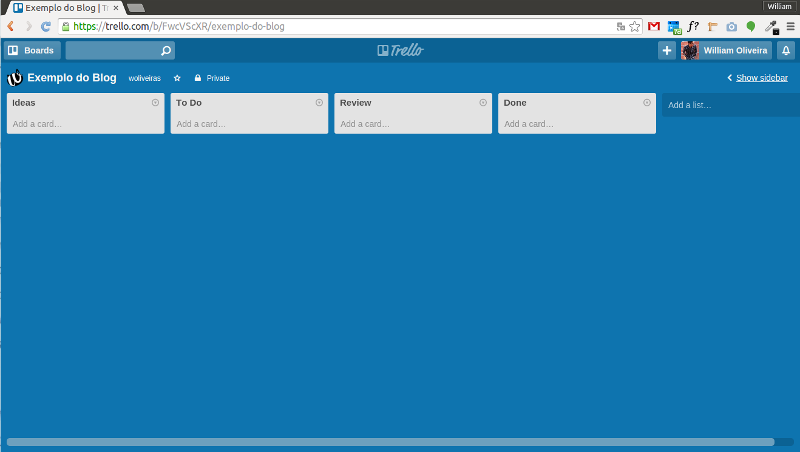 William
Exemplo do Blog | T
https://trello.com/b/FwcVScXR/exemplo-do-blog
f?
Boards
Trello
William Oliveira
Exemplo do Blog
woliveiras
Private
Show sidebar
Ideas
To Do
Review
Done
Add a list…
Add a card…
Add a card…
Add a card…
Add a card…